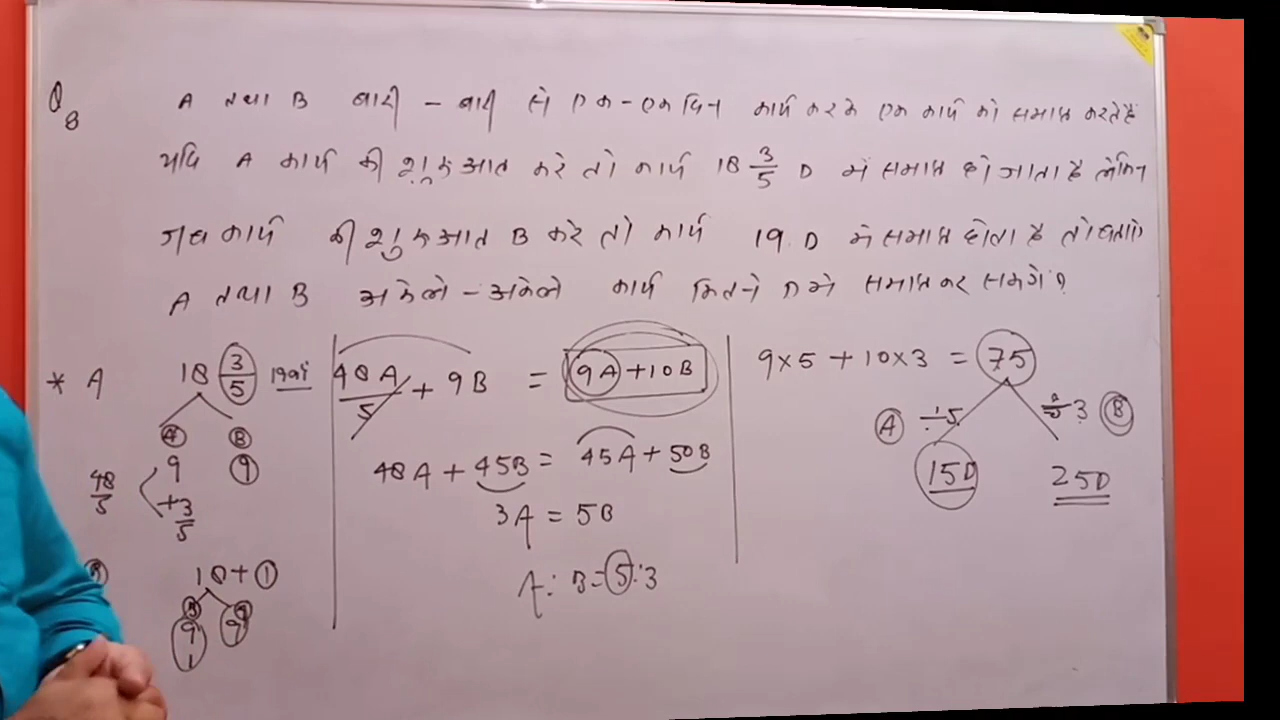 Q8 A तथा B बारी - बारी से एक - एक दिन कार्य करके एक कार्य को समाप्त करते है
यदि A कार्य की शुरूआत करे तो कार्य 18 3/5 D में समाप्त हो जाता है लेकिन
जब कार्य की शुरूआत B करे तो कार्य 19 D में समाप्त होता है तो बताए
A तथा B अकेले - अकेले कार्य कितने D में समाप्त कर सकेगे?
* A 18 3/5 19वां
A B
9 9
48/5 + 3/5
18 + 1
B A
9 9
1
48A/5 + 9B = 9A + 10B
48A + 45B = 45A + 50B
3A = 5B
A : B = 5 : 3
9 × 5 + 10 × 3 = 75
A ÷ 5 ÷ 3 B
15D 25D